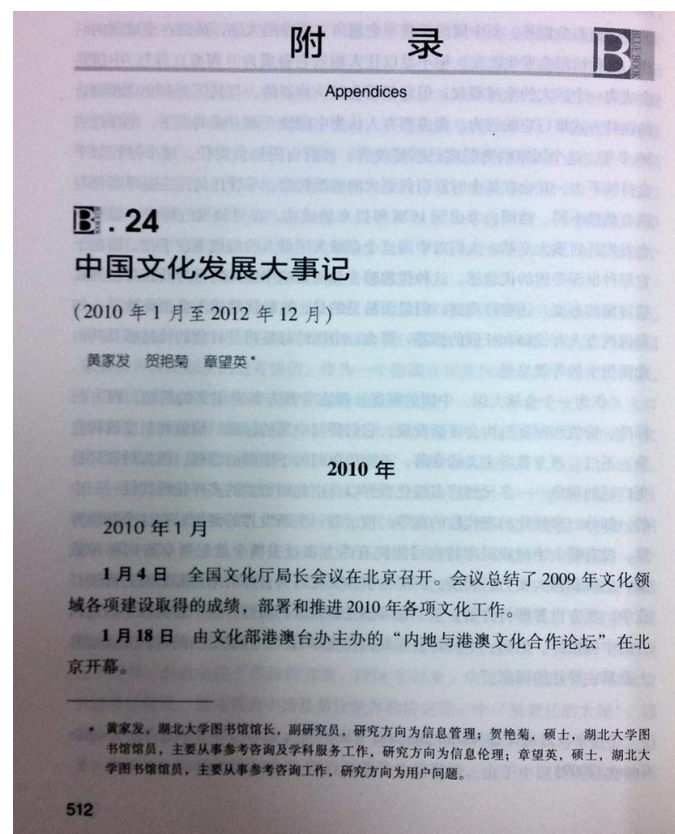 附 录
BLUE BOOK
Appendices
B.24
中国文化发展大事记
(2010 年 1 月至 2012 年 12 月)
黄家发 贺艳菊 章望英*
2010 年
2010 年 1 月
1 月 4 日 全国文化厅局长会议在北京召开。会议总结了 2009 年文化领
域各项建设取得的成绩，部署和推进 2010 年各项文化工作。
1 月 18 日 由文化部港澳台办主办的“内地与港澳文化合作论坛”在北
京开幕。
* 黄家发，湖北大学图书馆馆长，副研究员，研究方向为信息管理；贺艳菊，硕士，湖北大学图
书馆馆员，主要从事参考咨询及学科服务工作，研究方向为信息伦理；章望英，硕士，湖北大
学图书馆馆员，主要从事参考咨询工作，研究方向为用户问题。
512